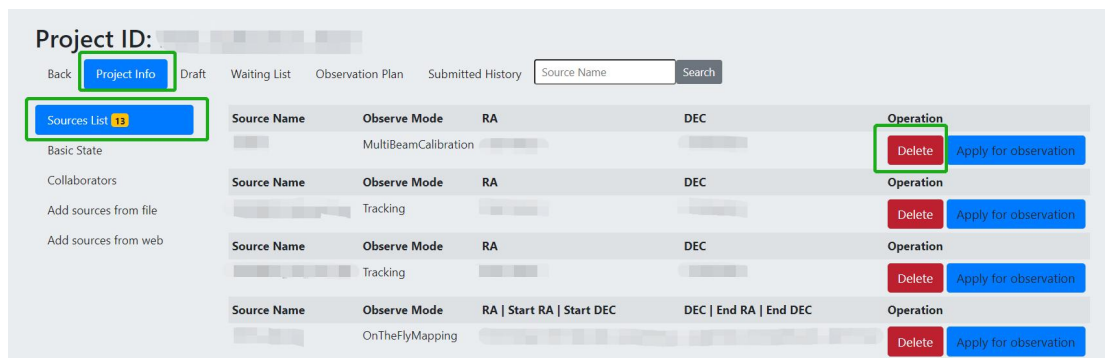 Project ID:
Back Project Info Draft Waiting List Observation Plan Submitted History Source Name Search
Sources List 13
Basic State
Collaborators
Add sources from file
Add sources from web
Source Name Observe Mode RA DEC Operation
MultiBeamCalibration Delete Apply for observation
Source Name Observe Mode RA DEC Operation
Tracking Delete Apply for observation
Source Name Observe Mode RA DEC Operation
Tracking Delete Apply for observation
Source Name Observe Mode RA | Start RA | Start DEC DEC | End RA | End DEC Operation
OnTheFlyMapping Delete Apply for observation